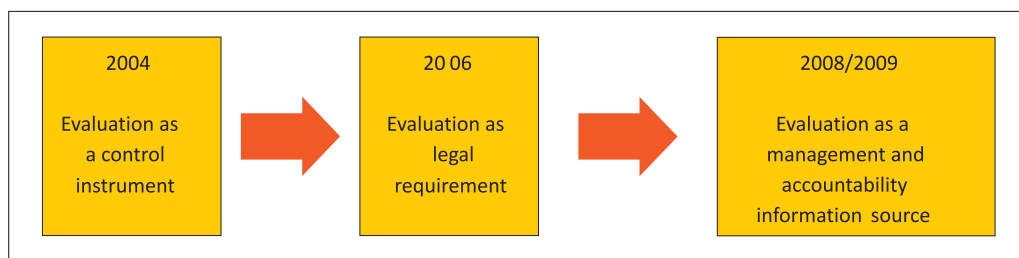 2004
Evaluation as
a control
instrument
20 06
Evaluation as
legal
requirement
2008/2009
Evaluation as a
management and
accountability
information source